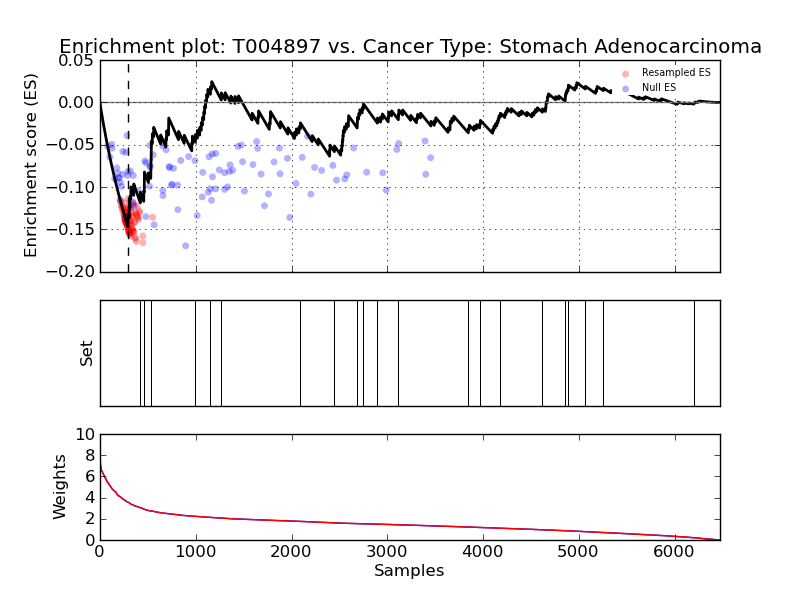 Enrichment plot: T004897 vs. Cancer Type: Stomach Adenocarcinoma
Enrichment score (ES)
0.05
0.00
−0.05
−0.10
−0.15
−0.20
Resampled ES
Null ES
Set
Weights
10
8
6
4
2
0
0 1000 2000 3000 4000 5000 6000
Samples